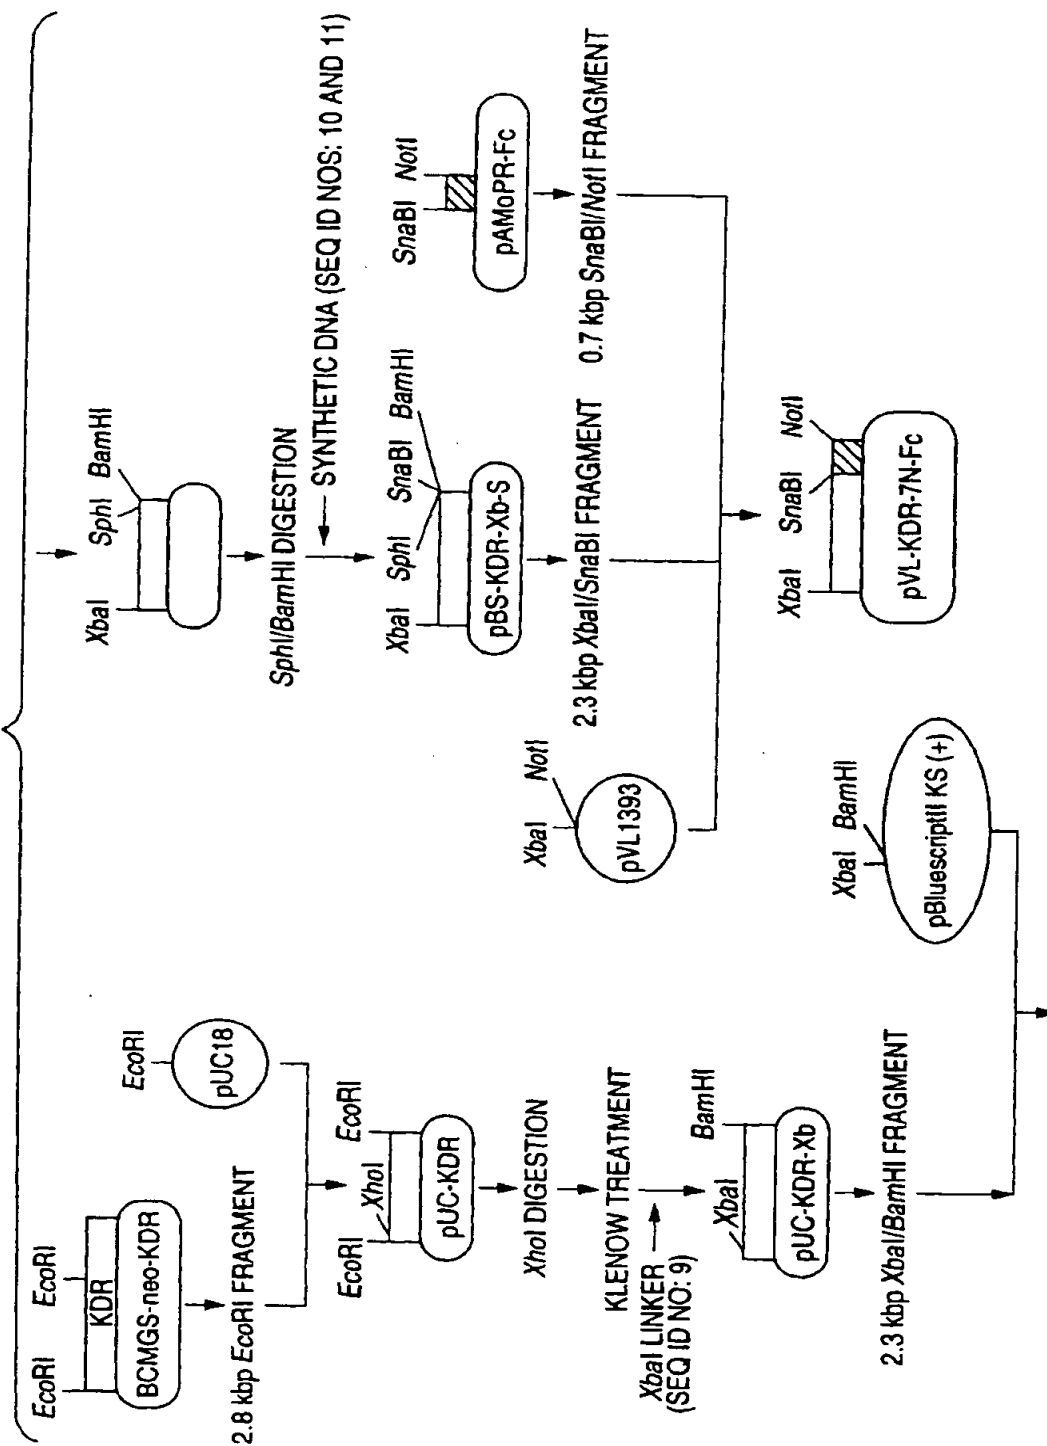 EcoRI EcoRI
KDR
BCMGS-neo-KDR
EcoRI
pUC18
2.8 kbp EcoRI FRAGMENT
EcoRI XhoI EcoRI
pUC-KDR
XhoI DIGESTION
KLENOW TREATMENT
XbaI LINKER
(SEQ ID NO: 9)
XbaI BamHI
pUC-KDR-Xb
2.3 kbp XbaI/BamHI FRAGMENT
XbaI BamHI
pBluescriptII KS (+)
XbaI SphI BamHI
SphI/BamHI DIGESTION
SYNTHETIC DNA (SEQ ID NOS: 10 AND 11)
XbaI SphI SnaBI BamHI
pBS-KDR-Xb-S
SnaBI NotI
pAMoPR-Fc
XbaI NotI
pVL1393
2.3 kbp XbaI/SnaBI FRAGMENT
0.7 kbp SnaBI/NotI FRAGMENT
XbaI SnaBI NotI
pVL-KDR-7N-Fc